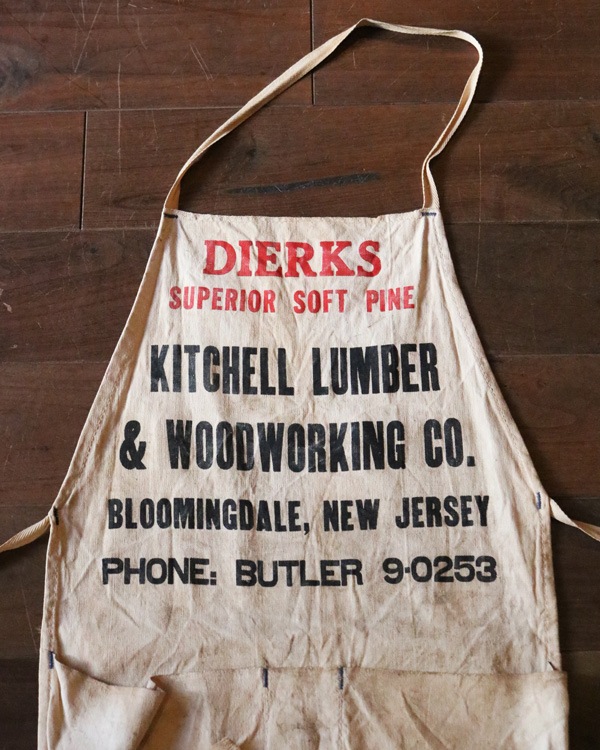 DIERKS
SUPERIOR SOFT PINE
KITCHELL LUMBER
& WOODWORKING CO.
BLOOMINGDALE, NEW JERSEY
PHONE: BUTLER 9-0253